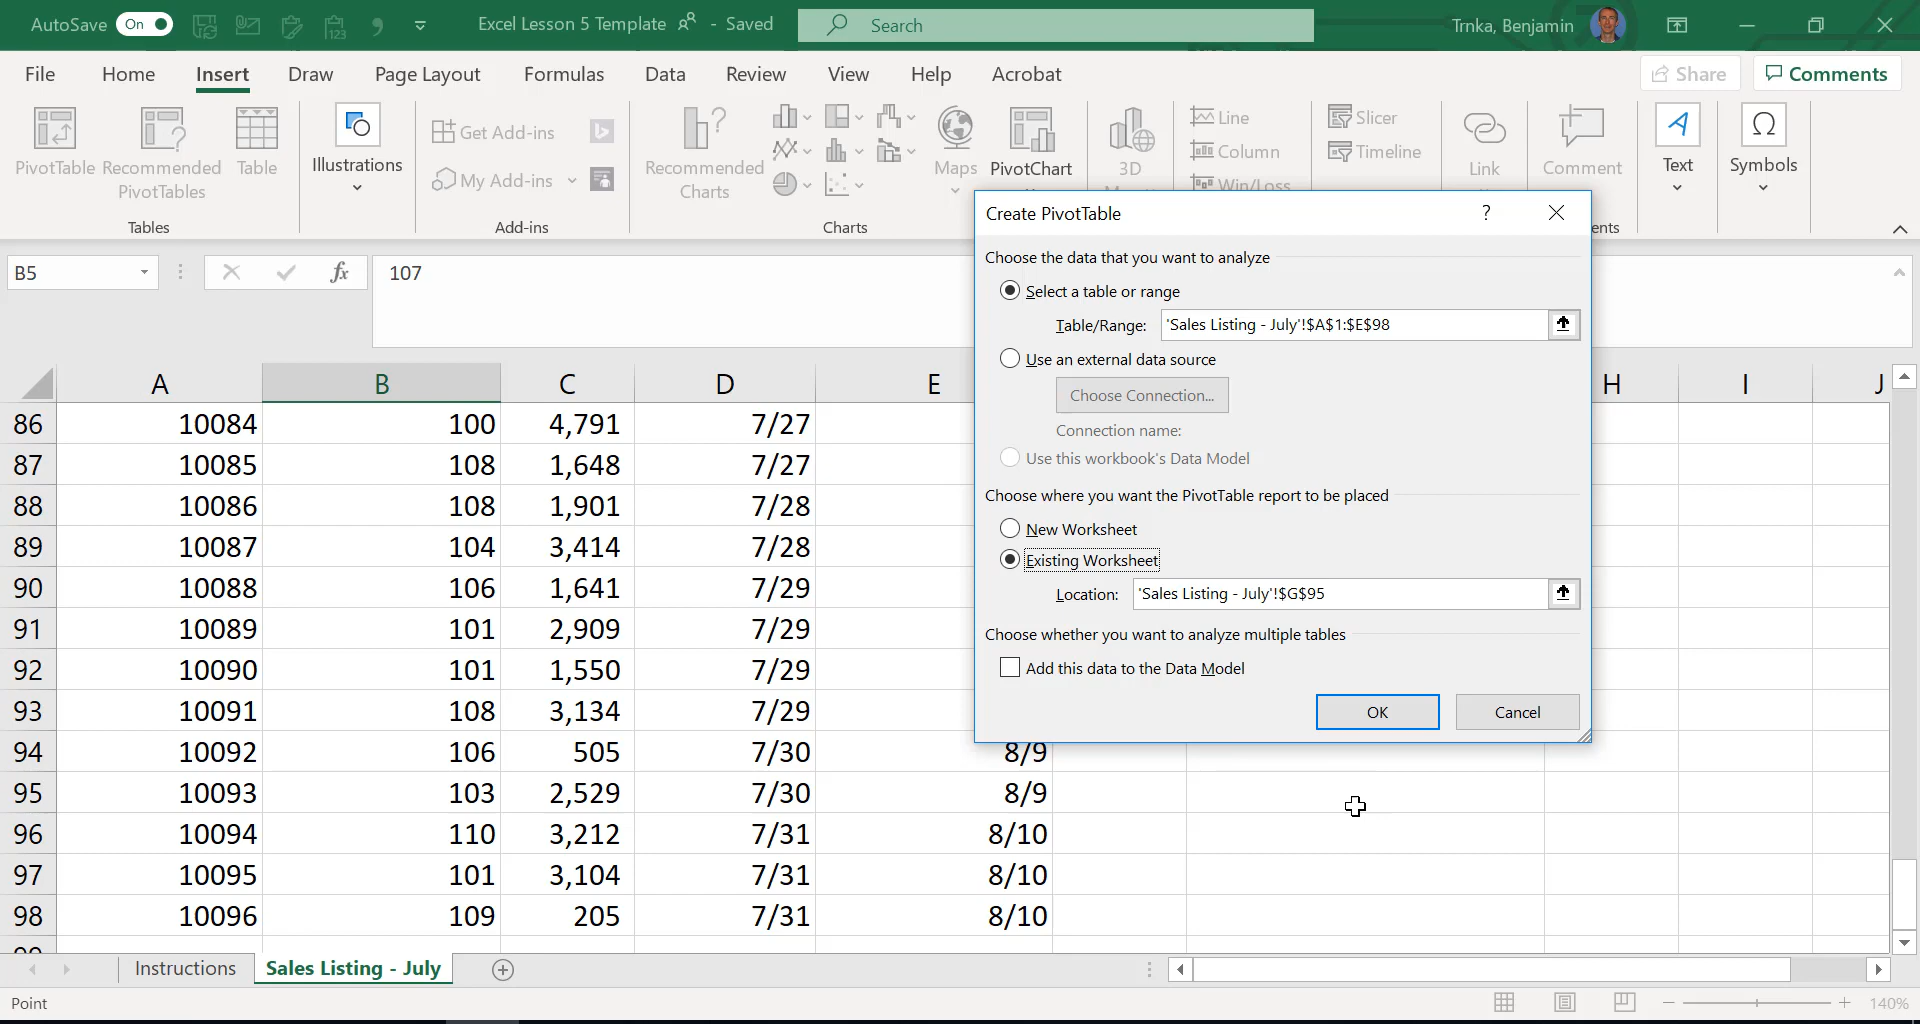 AutoSave On Excel Lesson 5 Template - Saved Search Trnka, Benjamin
File Home Insert Draw Page Layout Formulas Data Review View Help Acrobat Share Comments
PivotTable Recommended PivotTables Table
Tables
Illustrations
Get Add-ins
My Add-ins
Add-ins
Recommended Charts
Maps
PivotChart
Charts
3D
Line
Column
Win/Loss
Slicer
Timeline
Link
Comment
Text
Symbols
B5 fx 107
Create PivotTable ?
Choose the data that you want to analyze
Select a table or range
Table/Range: 'Sales Listing - July'!$A$1:$E$98
Use an external data source
Choose Connection...
Connection name:
Use this workbook's Data Model
Choose where you want the PivotTable report to be placed
New Worksheet
Existing Worksheet
Location: 'Sales Listing - July'!$G$95
Choose whether you want to analyze multiple tables
Add this data to the Data Model
OK Cancel
A B C D E H I J
86 10084 100 4,791 7/27
87 10085 108 1,648 7/27
88 10086 108 1,901 7/28
89 10087 104 3,414 7/28
90 10088 106 1,641 7/29
91 10089 101 2,909 7/29
92 10090 101 1,550 7/29
93 10091 108 3,134 7/29
94 10092 106 505 7/30 8/9
95 10093 103 2,529 7/30 8/9
96 10094 110 3,212 7/31 8/10
97 10095 101 3,104 7/31 8/10
98 10096 109 205 7/31 8/10
Instructions Sales Listing - July
Point 140%